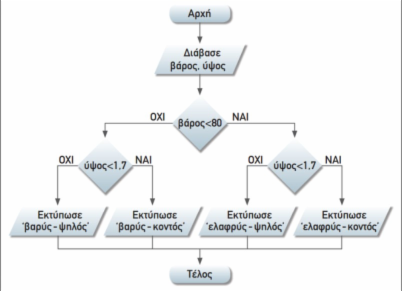 Αρχή
Διάβασε
βάρος, ύψος
βάρος<80
ΟΧΙ
ΝΑΙ
ύψος<1.7
ΟΧΙ
ΝΑΙ
ύψος<1.7
ΟΧΙ
ΝΑΙ
Εκτύπωσε
'βαρύς - ψηλός'
Εκτύπωσε
'βαρύς - κοντός'
Εκτύπωσε
'ελαφρύς - ψηλός'
Εκτύπωσε
'ελαφρύς - κοντός'
Τέλος